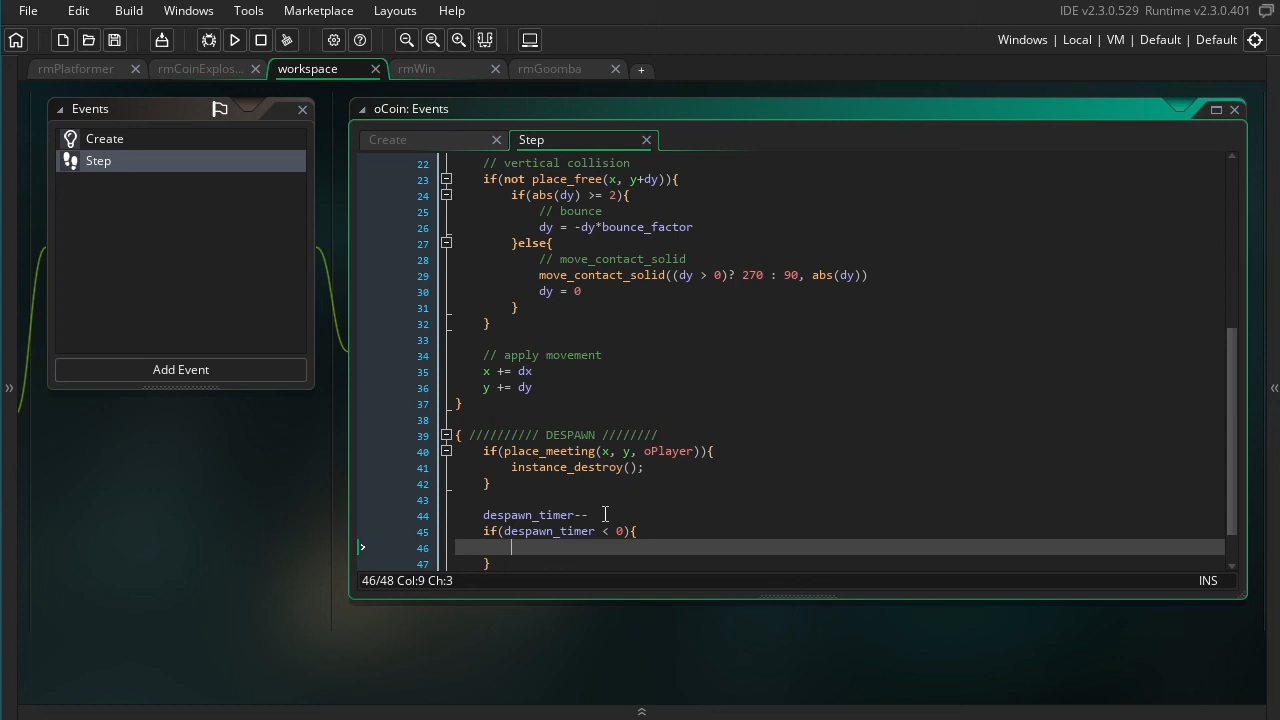 File Edit Build Windows Tools Marketplace Layouts Help IDE v2.3.0.529 Runtime v2.3.0.401
Windows | Local | VM | Default | Default
rmPlatformer rmCoinExplos... workspace rmWin rmGoomba
Events
Create
Step
Add Event
oCoin: Events
Create Step
22 // vertical collision
23 if(not place_free(x, y+dy)){
24 if(abs(dy) >= 2){
25 // bounce
26 dy = -dy*bounce_factor
27 }else{
28 // move_contact_solid
29 move_contact_solid((dy > 0)? 270 : 90, abs(dy))
30 dy = 0
31 }
32 }
33
34 // apply movement
35 x += dx
36 y += dy
37 }
38
39 { ////////// DESPAWN ////////
40 if(place_meeting(x, y, oPlayer)){
41 instance_destroy();
42 }
43
44 despawn_timer--
45 if(despawn_timer < 0){
46
47 }
46/48 Col:9 Ch:3 INS